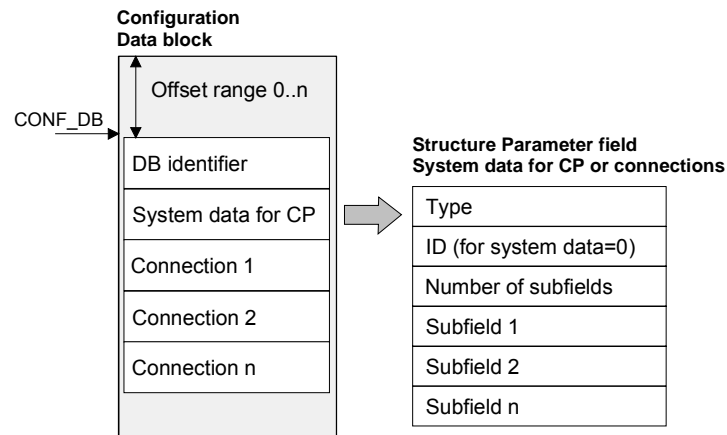 Configuration
Data block
Offset range 0..n
CONF_DB
DB identifier
System data for CP
Connection 1
Connection 2
Connection n
Structure Parameter field
System data for CP or connections
Type
ID (for system data=0)
Number of subfields
Subfield 1
Subfield 2
Subfield n